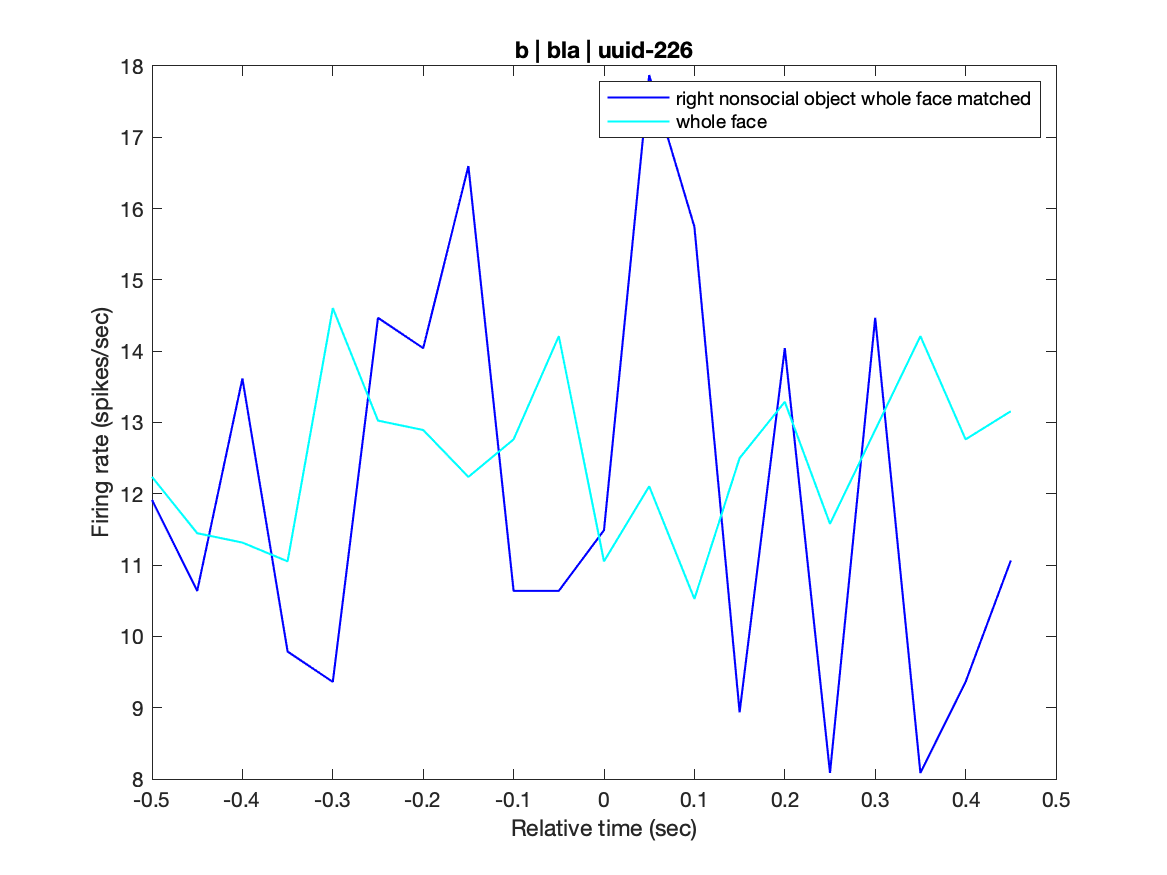 b | bla | uuid-226
right nonsocial object whole face matched
whole face
Firing rate (spikes/sec)
18
17
16
15
14
13
12
11
10
9
8
-0.5 -0.4 -0.3 -0.2 -0.1 0 0.1 0.2 0.3 0.4 0.5
Relative time (sec)